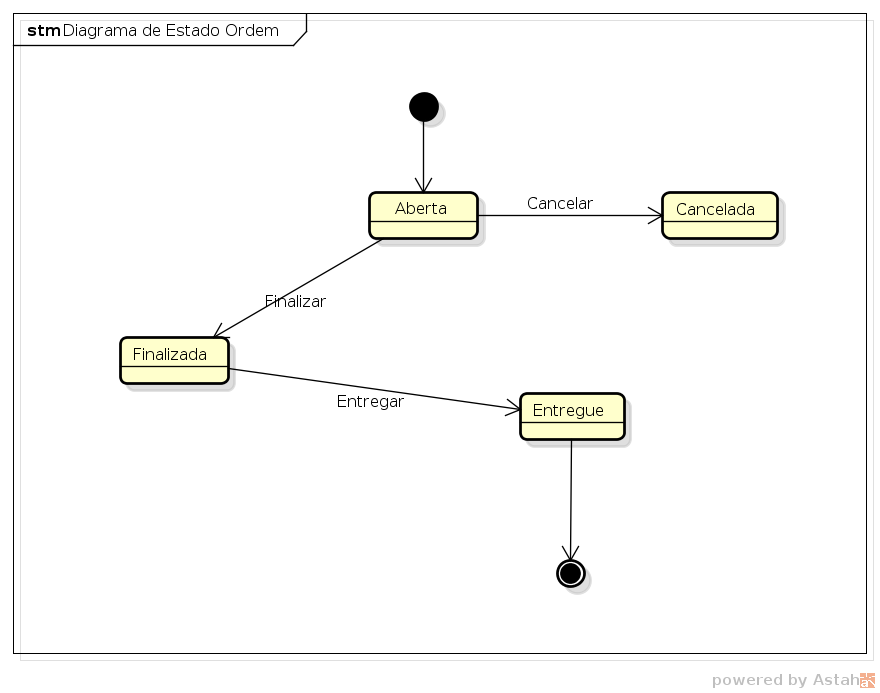 stm Diagrama de Estado Ordem
Aberta
Cancelar
Cancelada
Finalizar
Finalizada
Entregar
Entregue
powered by Astah